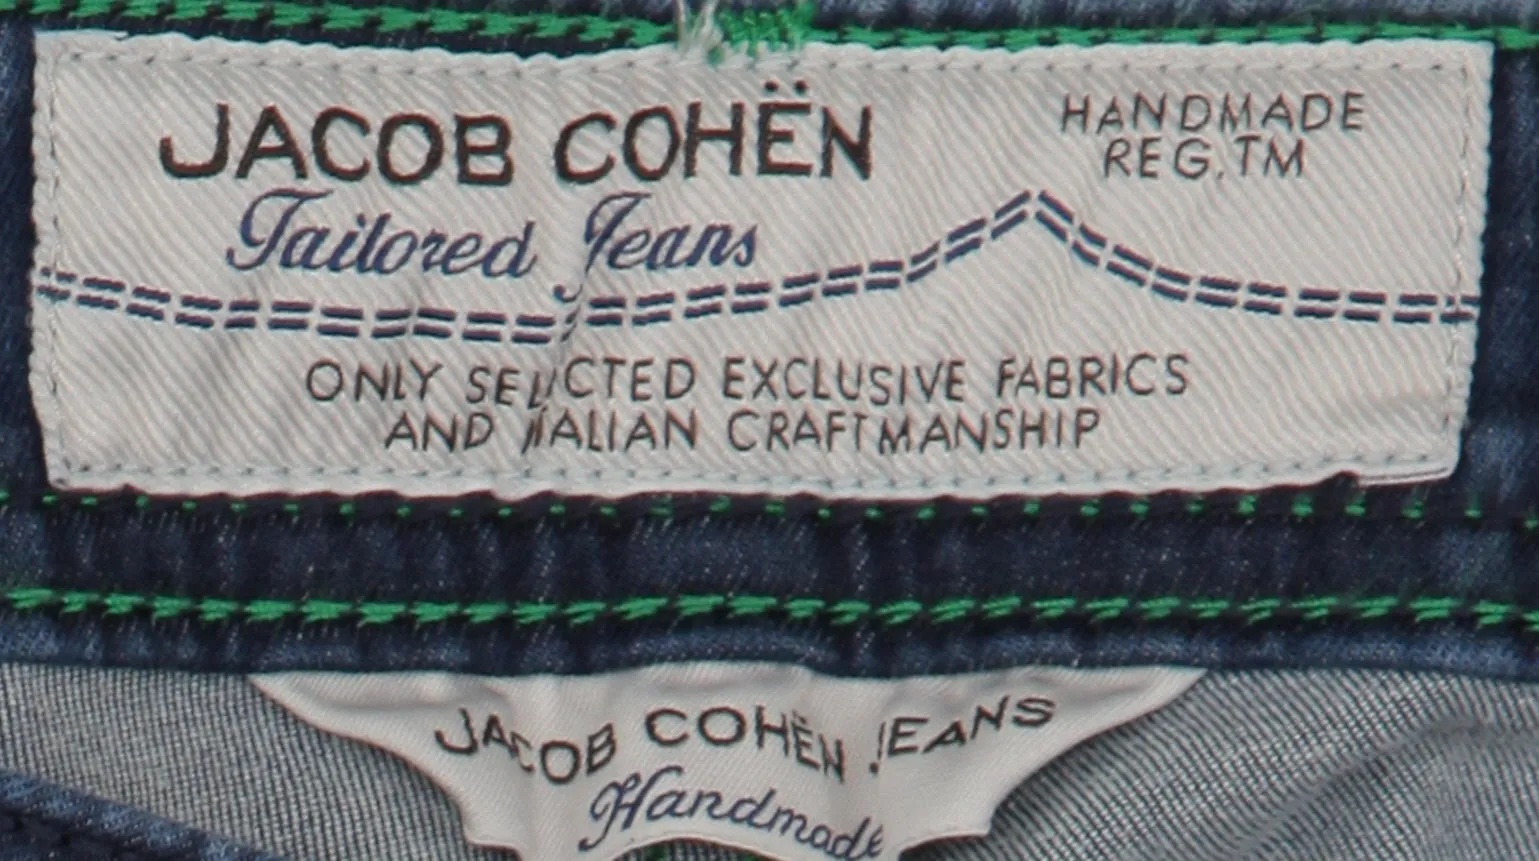 JACOB COHËN
HANDMADE
REG.TM
Tailored Jeans
ONLY SELECTED EXCLUSIVE FABRICS
AND ITALIAN CRAFTMANSHIP
JACOB COHËN JEANS
Handmade